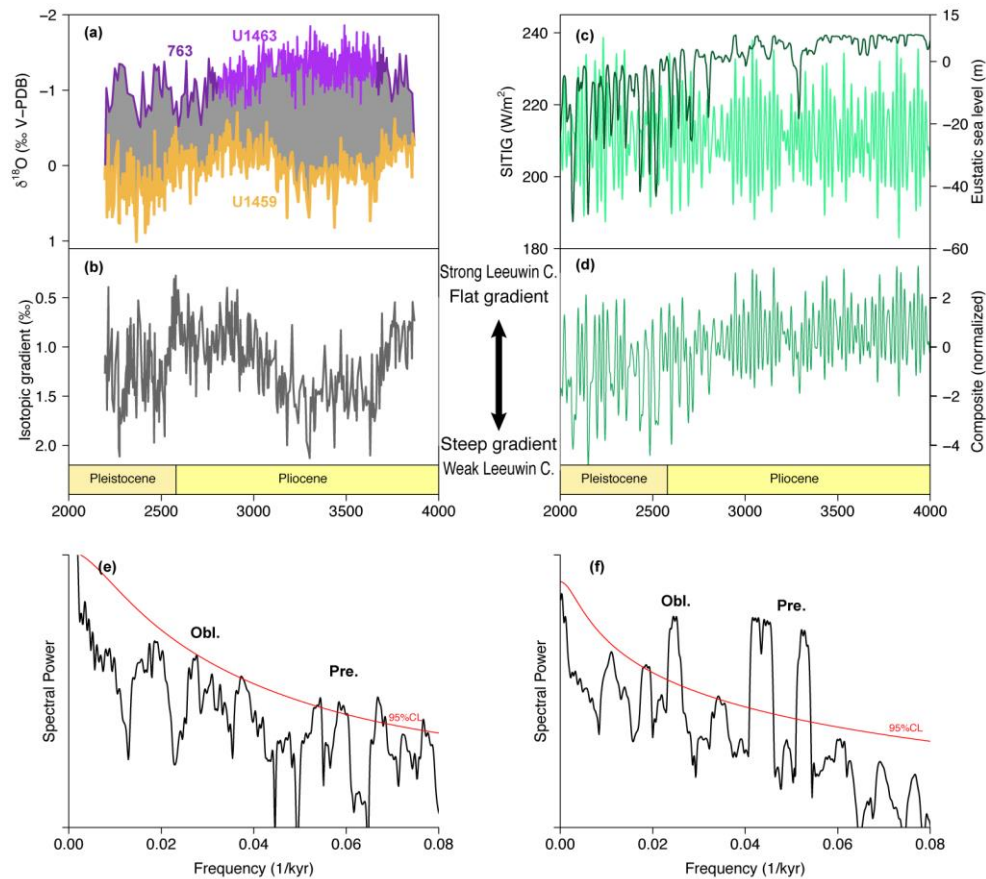 (a)
763
U1463
U1459
−2
−1
0
1
δ18O (‰ V−PDB)
(b)
0.5
1.0
1.5
2.0
Isotopic gradient (‰)
Pleistocene
Pliocene
2000
2500
3000
3500
4000
Strong Leeuwin C.
Flat gradient
Steep gradient
Weak Leeuwin C.
(c)
240
220
200
180
SITIG (W/m2)
15
0
−20
−40
−60
Eustatic sea level (m)
(d)
2
0
−2
−4
Composite (normalized)
Pleistocene
Pliocene
2000
2500
3000
3500
4000
(e)
Obl.
Pre.
95%CL
Spectral Power
0.00
0.02
0.04
0.06
0.08
Frequency (1/kyr)
(f)
Obl.
Pre.
95%CL
Spectral Power
0.00
0.02
0.04
0.06
0.08
Frequency (1/kyr)